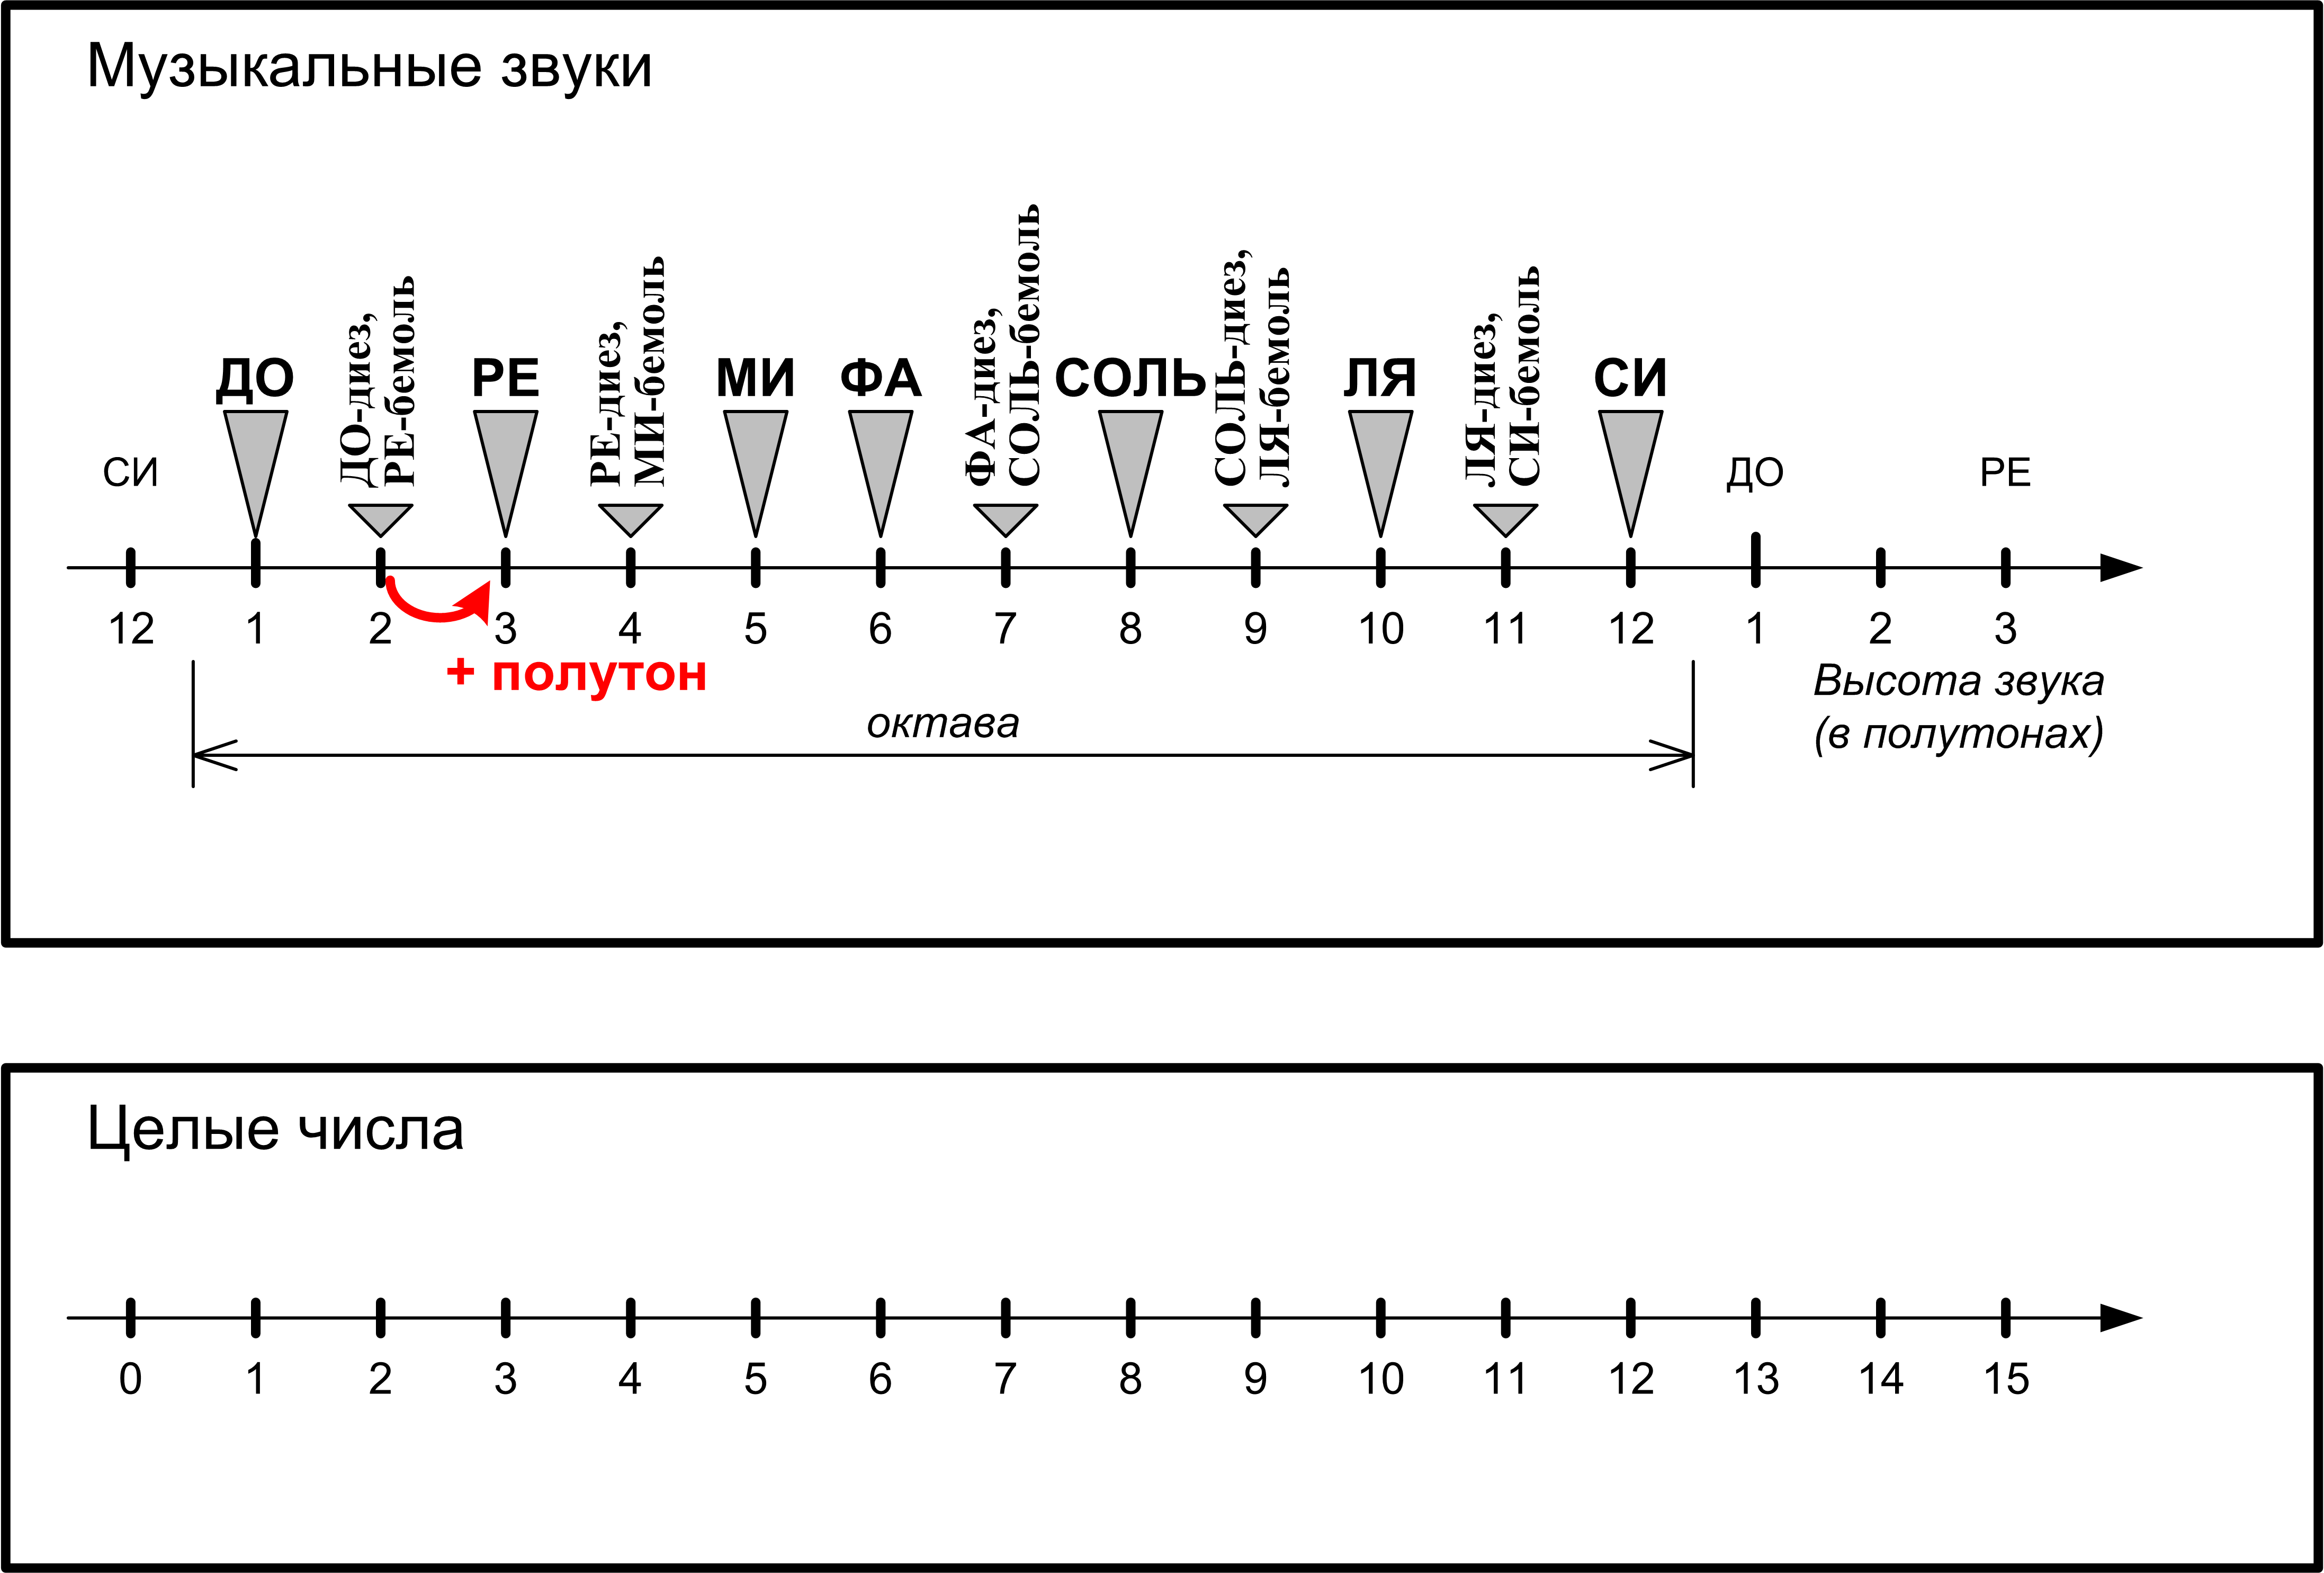 Музыкальные звуки
ДО-диез,
РЕ-бемоль
РЕ-диез,
МИ-бемоль
ФА-диез,
СОЛЬ-бемоль
СОЛЬ-диез,
ЛЯ-бемоль
ЛЯ-диез,
СИ-бемоль
ДО РЕ МИ ФА СОЛЬ ЛЯ СИ
СИ ДО РЕ
12 1 2 3 4 5 6 7 8 9 10 11 12 1 2 3
+ полутон
октава
Высота звука
(в полутонах)
Целые числа
0 1 2 3 4 5 6 7 8 9 10 11 12 13 14 15